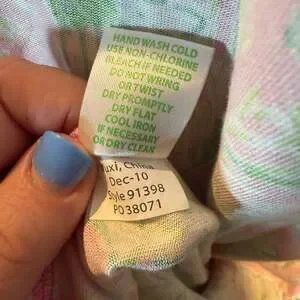 HAND WASH COLD
USE NON-CHLORINE
BLEACH IF NEEDED
DO NOT WRING
OR TWIST
DRY PROMPTLY
DRY FLAT
COOL IRON
IF NECESSARY
OR DRY CLEAN
Wuxi, China
Dec-10
Style 91398
PO38071